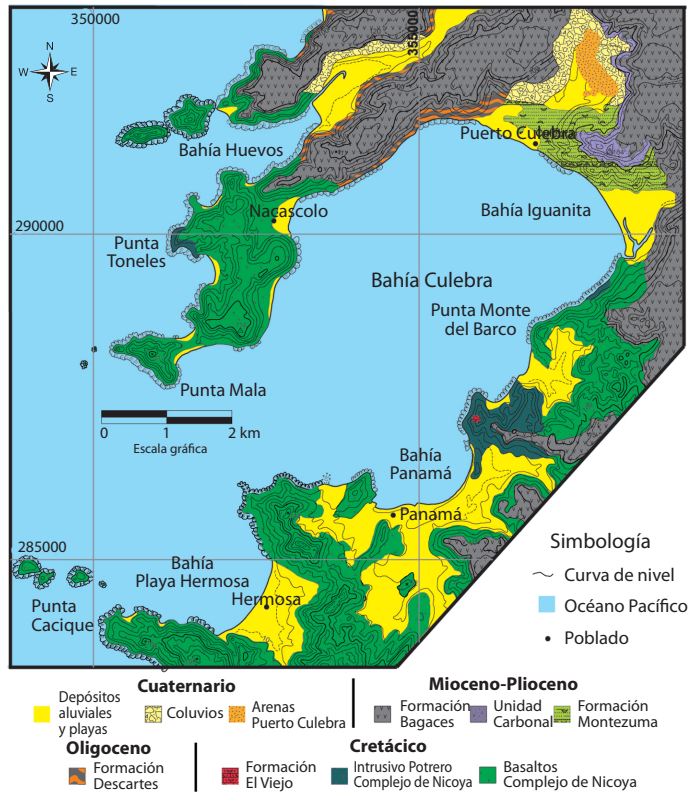 350000
355000
N
W E
S
Bahía Huevos
Puerto Culebra
Nacascolo
Bahía Iguanita
290000
Punta
Toneles
Bahía Culebra
Punta Monte
del Barco
Punta Mala
0 1 2 km
Escala gráfica
Bahía
Panamá
Panamá
285000
Bahía
Playa Hermosa
Hermosa
Punta
Cacique
Simbología
Curva de nivel
Océano Pacífico
Poblado
Cuaternario
Depósitos
aluviales
y playas
Coluvios
Arenas
Puerto Culebra
Mioceno-Plioceno
Formación
Bagaces
Unidad
Carbonal
Formación
Montezuma
Oligoceno
Formación
Descartes
Cretácico
Formación
El Viejo
Intrusivo Potrero
Complejo de Nicoya
Basaltos
Complejo de Nicoya